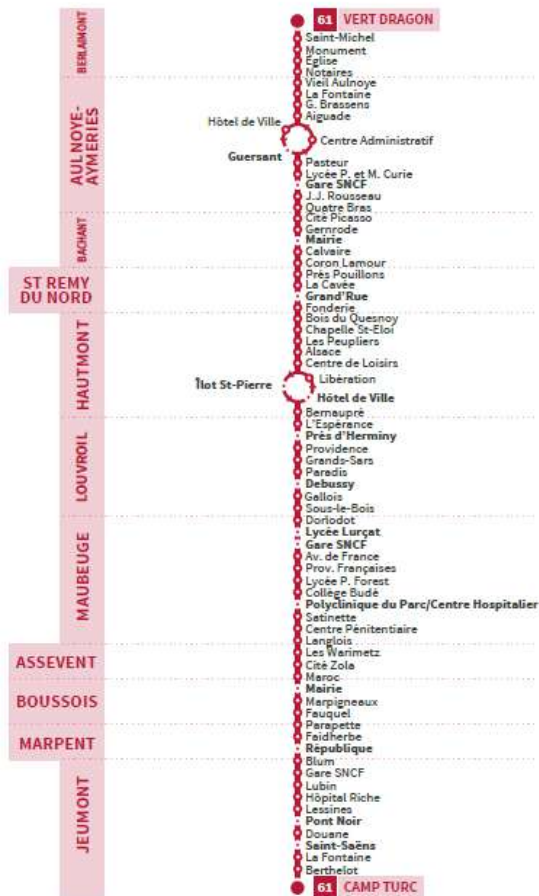 61 VERT DRAGON
BERLAIMONT
Saint-Michel
Monument
Église
Notaires
AULNOYE-
AYMERIES
Vieil Aulnoye
La Fontaine
G. Brassens
Aiguade
Hôtel de Ville
Centre Administratif
Guersant
Pasteur
Lycée P. et M. Curie
Gare SNCF
J.J. Rousseau
Quatre Bras
BACHANT
Cité Picasso
Gernrode
Mairie
Calvaire
Coron Lamour
ST REMY
DU NORD
Près Pouillons
La Cavée
Grand'Rue
Fonderie
HAUTMONT
Bois du Quesnoy
Chapelle St-Eloi
Les Peupliers
Alsace
Centre de Loisirs
Libération
Îlot St-Pierre
Hôtel de Ville
Bernaupré
LOUVROIL
L'Espérance
Près d'Herminy
Providence
Grands-Sars
Paradis
Debussy
Gallois
Sous-le-Bois
MAUBEUGE
Dorlodot
Lycée Lurçat
Gare SNCF
Av. de France
Prov. Françaises
Lycée P. Forest
Collège Budé
Polyclinique du Parc/Centre Hospitalier
Satinette
Centre Pénitentiaire
Langlois
ASSEVENT
Les Warimetz
Cité Zola
Maroc
BOUSSOIS
Mairie
Marpigneaux
Fauquel
Parapette
MARPENT
Faidherbe
République
JEUMONT
Blum
Gare SNCF
Lubin
Hôpital Riche
Lessines
Pont Noir
Douane
Saint-Saëns
La Fontaine
Berthelot
61 CAMP TURC